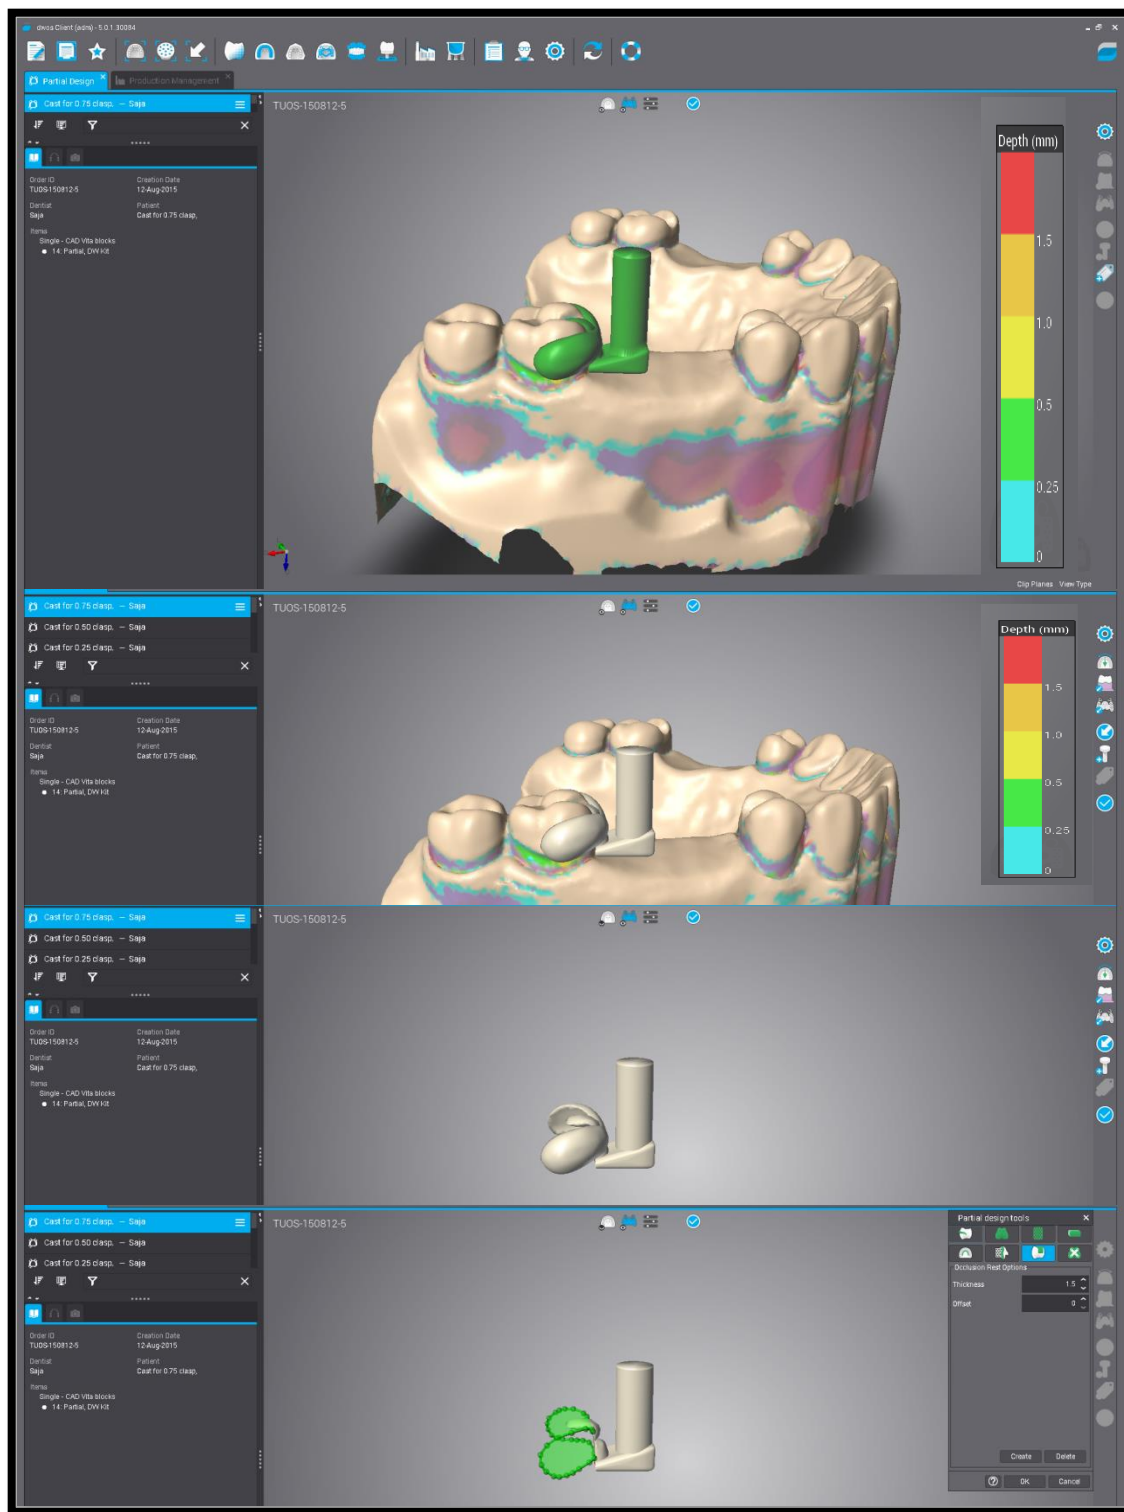 dwos Client (adm) - 5.0.1.30094
Partial Design
Production Management
Cast for 0.75 clasp, – Saja
Order ID
Creation Date
TUOS-150812-5
12-Aug-2015
Dentist
Patient
Saja
Cast for 0.75 clasp,
Items
Single - CAD Vita blocks
14: Partial, DW Kit
TUOS-150812-5
Depth (mm)
1.5
1.0
0.5
0.25
0
Clip Planes View Type
Cast for 0.75 clasp, – Saja
Cast for 0.50 clasp, – Saja
Cast for 0.25 clasp, – Saja
Order ID
Creation Date
TUOS-150812-5
12-Aug-2015
Dentist
Patient
Saja
Cast for 0.75 clasp,
Items
Single - CAD Vita blocks
14: Partial, DW Kit
TUOS-150812-5
Depth (mm)
1.5
1.0
0.5
0.25
0
Cast for 0.75 clasp, – Saja
Cast for 0.50 clasp, – Saja
Cast for 0.25 clasp, – Saja
Order ID
Creation Date
TUOS-150812-5
12-Aug-2015
Dentist
Patient
Saja
Cast for 0.75 clasp,
Items
Single - CAD Vita blocks
14: Partial, DW Kit
TUOS-150812-5
Cast for 0.75 clasp, – Saja
Cast for 0.50 clasp, – Saja
Cast for 0.25 clasp, – Saja
Order ID
Creation Date
TUOS-150812-5
12-Aug-2015
Dentist
Patient
Saja
Cast for 0.75 clasp,
Items
Single - CAD Vita blocks
14: Partial, DW Kit
TUOS-150812-5
Partial design tools
Occlusion Rest Options
Thickness 1.5
Offset 0
Create Delete
OK Cancel